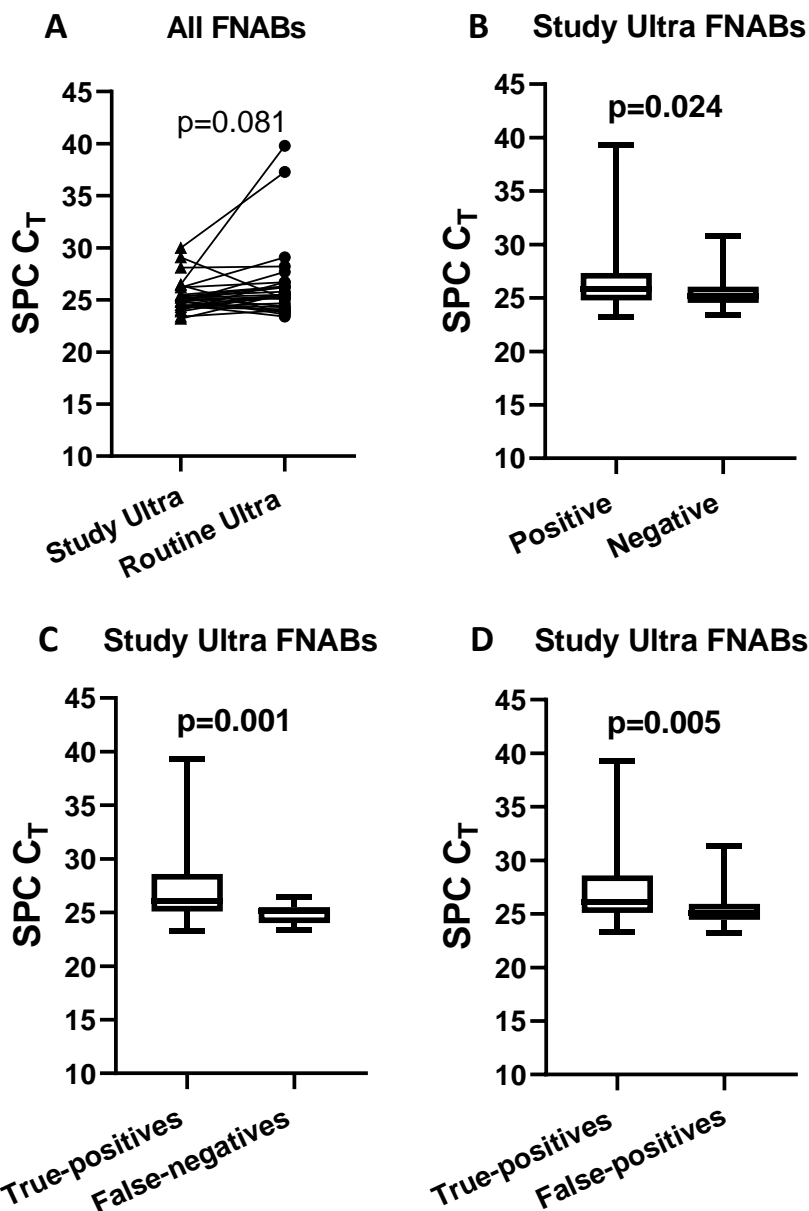 A All FNABs
p=0.081
SPC CT
45
40
35
30
25
20
15
10
Study Ultra
Routine Ultra
B Study Ultra FNABs
p=0.024
SPC CT
45
40
35
30
25
20
15
10
Positive
Negative
C Study Ultra FNABs
p=0.001
SPC CT
45
40
35
30
25
20
15
10
True-positives
False-negatives
D Study Ultra FNABs
p=0.005
SPC CT
45
40
35
30
25
20
15
10
True-positives
False-positives